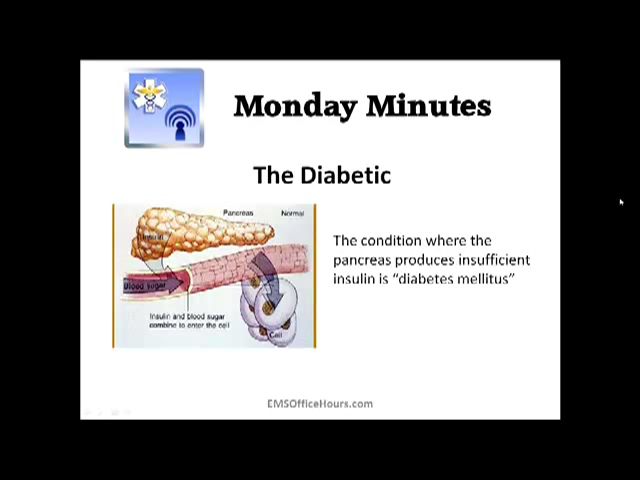 Monday Minutes
The Diabetic
Pancreas Normal
Insulin
Blood Sugar
Insulin and blood sugar
combine to enter the cell
Cell
The condition where the
pancreas produces insufficient
insulin is “diabetes mellitus”
EMSOfficeHours.com